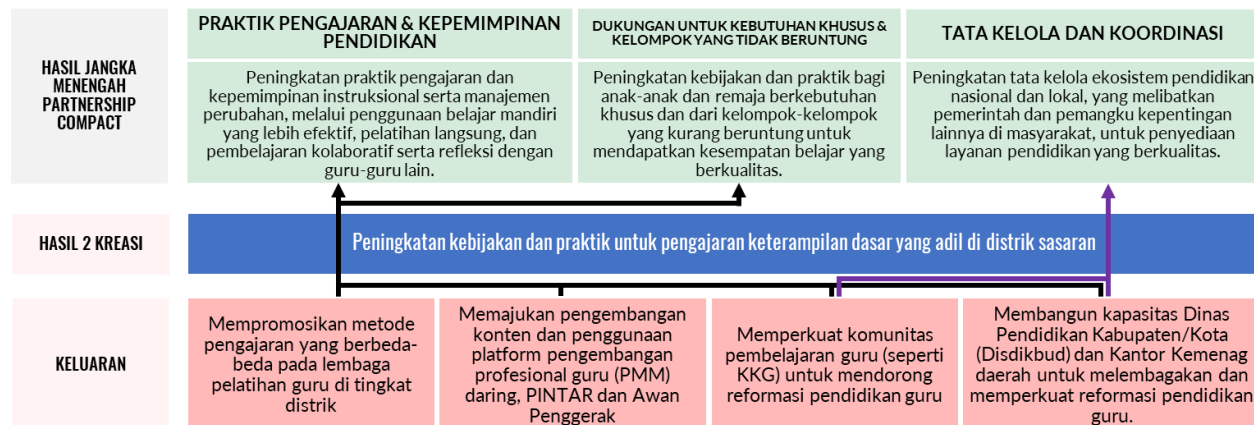 HASIL JANGKA
MENENGAH
PARTNERSHIP
COMPACT
PRAKTIK PENGAJARAN & KEPEMIMPINAN
PENDIDIKAN
Peningkatan praktik pengajaran dan
kepemimpinan instruksional serta manajemen
perubahan, melalui penggunaan belajar mandiri
yang lebih efektif, pelatihan langsung, dan
pembelajaran kolaboratif serta refleksi dengan
guru-guru lain.
DUKUNGAN UNTUK KEBUTUHAN KHUSUS &
KELOMPOK YANG TIDAK BERUNTUNG
Peningkatan kebijakan dan praktik bagi
anak-anak dan remaja berkebutuhan
khusus dan dari kelompok-kelompok
yang kurang beruntung untuk
mendapatkan kesempatan belajar yang
berkualitas.
TATA KELOLA DAN KOORDINASI
Peningkatan tata kelola ekosistem pendidikan
nasional dan lokal, yang melibatkan
pemerintah dan pemangku kepentingan
lainnya di masyarakat, untuk penyediaan
layanan pendidikan yang berkualitas.
HASIL 2 KREASI
Peningkatan kebijakan dan praktik untuk pengajaran keterampilan dasar yang adil di distrik sasaran
KELUARAN
Mempromosikan metode
pengajaran yang berbeda-
beda pada lembaga
pelatihan guru di tingkat
distrik
Memajukan pengembangan
konten dan penggunaan
platform pengembangan
profesional guru (PMM)
daring, PINTAR dan Awan
Penggerak
Memperkuat komunitas
pembelajaran guru (seperti
KKG) untuk mendorong
reformasi pendidikan guru
Membangun kapasitas Dinas
Pendidikan Kabupaten/Kota
(Disdikbud) dan Kantor Kemenag
daerah untuk melembagakan dan
memperkuat reformasi pendidikan
guru.